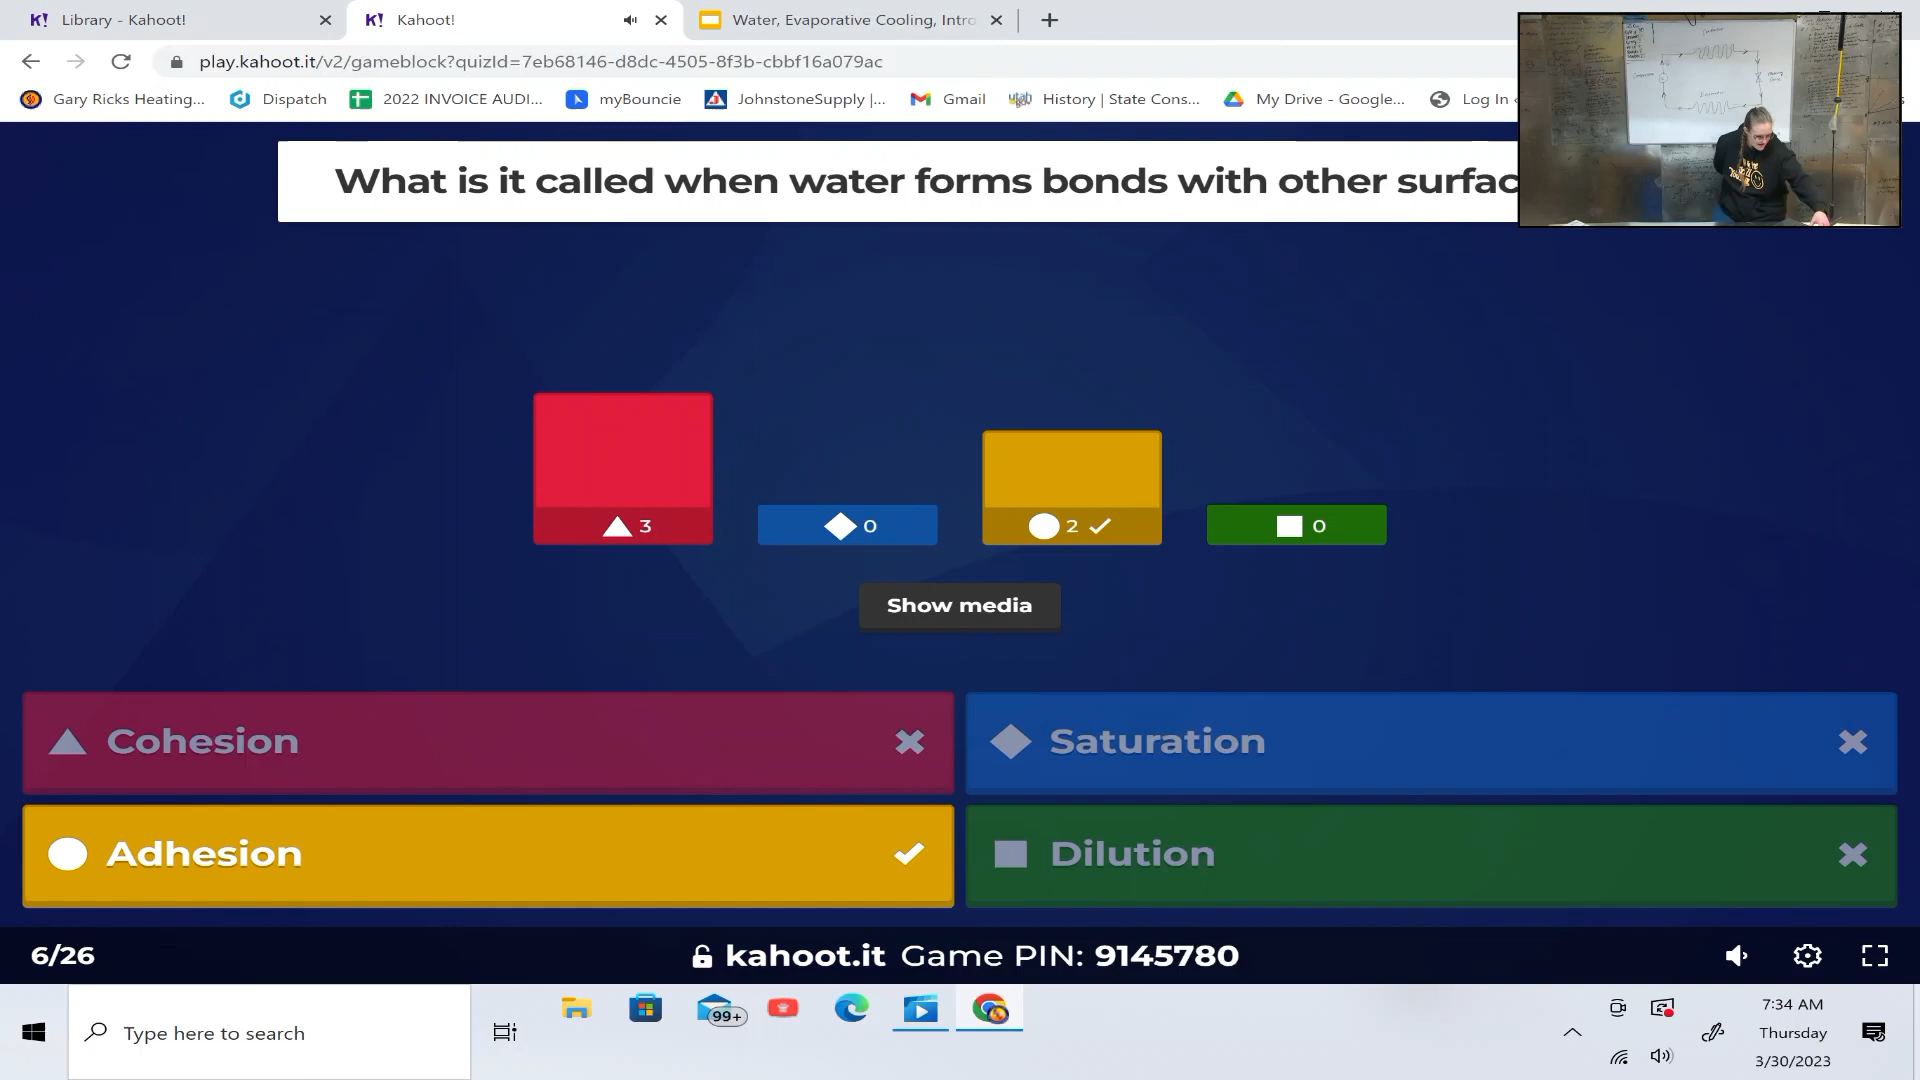 Library - Kahoot!
Kahoot!
Water, Evaporative Cooling, Intro
play.kahoot.it/v2/gameblock?quizId=7eb68146-d8dc-4505-8f3b-cbbf16a079ac
Gary Ricks Heating...
Dispatch
2022 INVOICE AUDI...
myBouncie
JohnstoneSupply |...
Gmail
History | State Cons...
My Drive - Google...
Log In
What is it called when water forms bonds with other surfac
3
0
2
0
Show media
Cohesion
Saturation
Adhesion
Dilution
6/26
kahoot.it Game PIN: 9145780
Type here to search
99+
7:34 AM
Thursday
3/30/2023